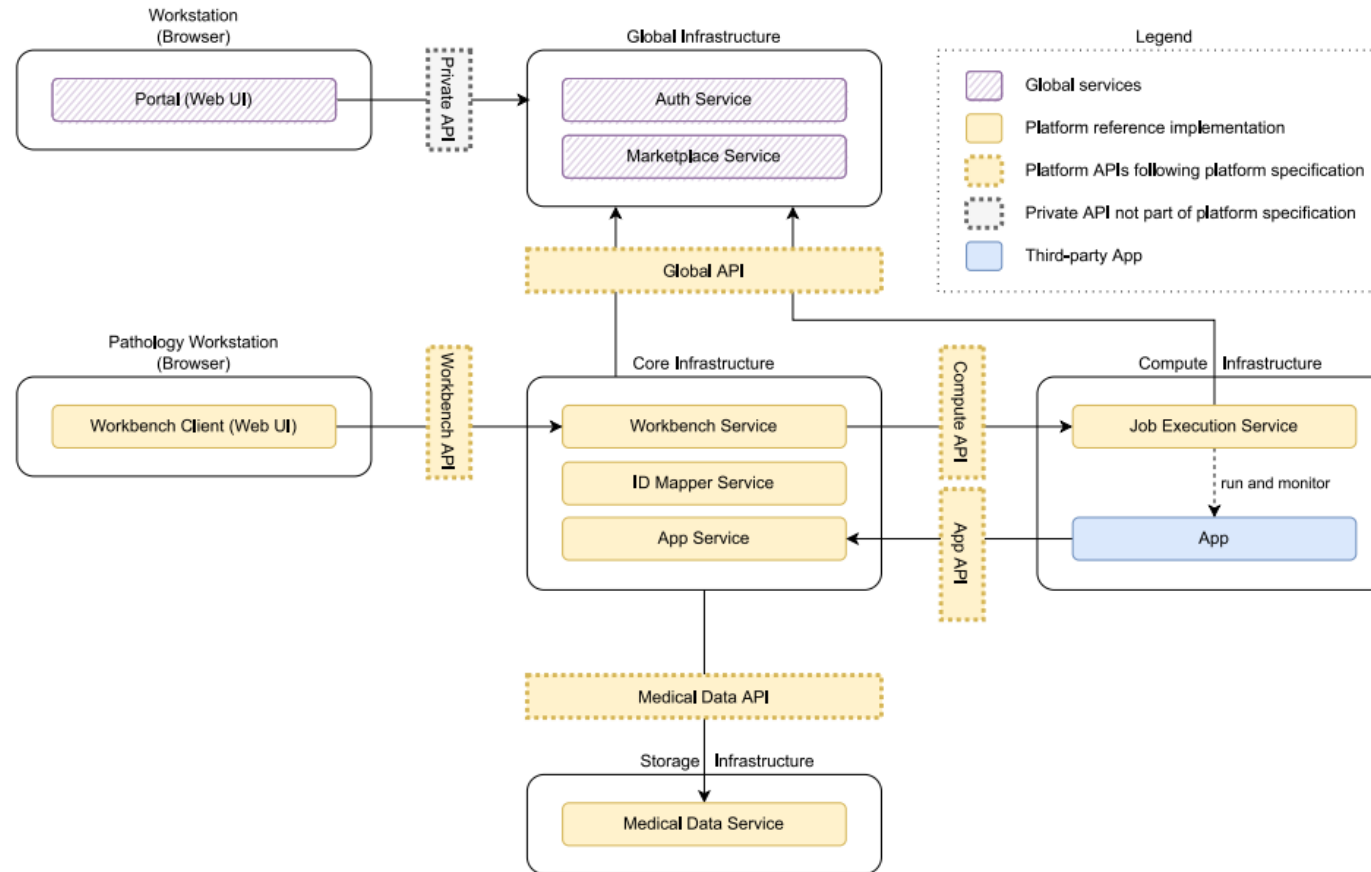 Workstation
(Browser)
Portal (Web UI)
Private API
Global Infrastructure
Auth Service
Marketplace Service
Legend
Global services
Platform reference implementation
Platform APIs following platform specification
Private API not part of platform specification
Third-party App
Global API
Pathology Workstation
(Browser)
Workbench Client (Web UI)
Workbench API
Core Infrastructure
Workbench Service
ID Mapper Service
App Service
Compute API
App API
Compute Infrastructure
Job Execution Service
run and monitor
App
Medical Data API
Storage Infrastructure
Medical Data Service